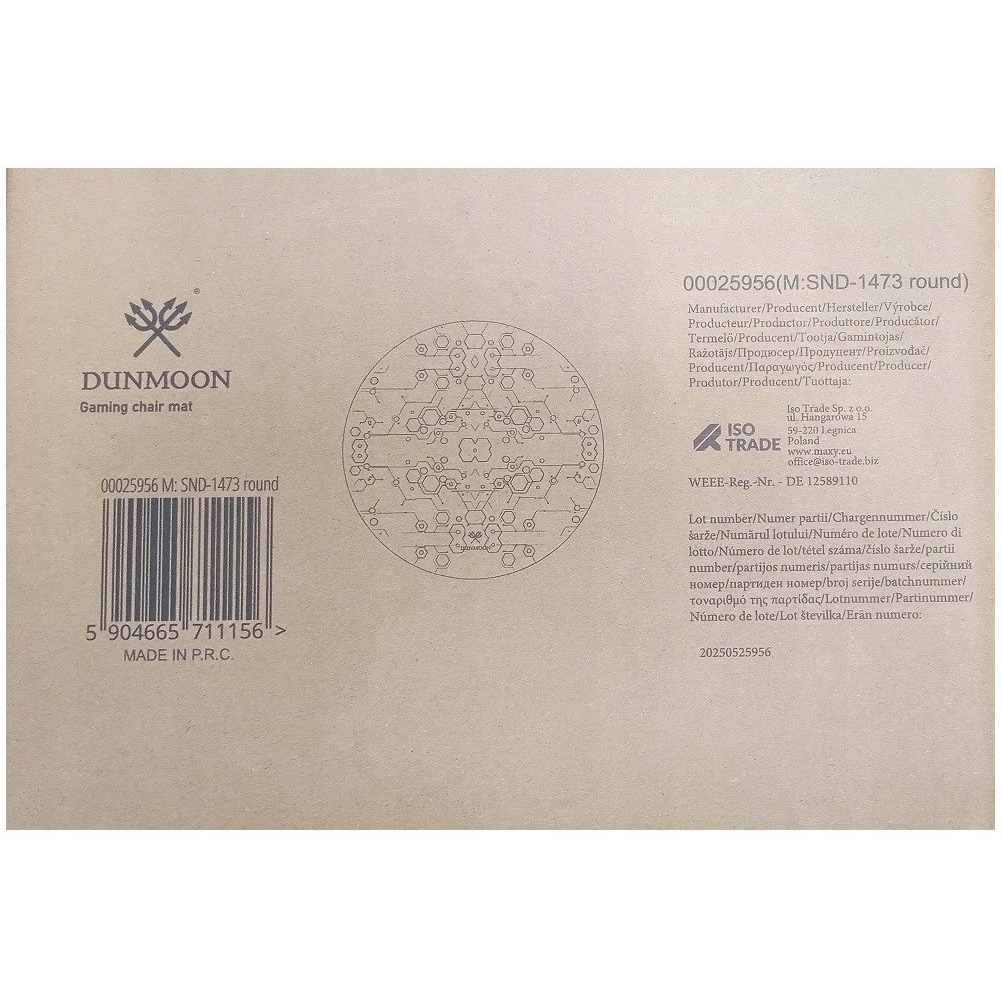 ®
DUNMOON
Gaming chair mat
00025956 M: SND-1473 round
5 904665 711156 >
MADE IN P.R.C.
DUNMOON
00025956(M:SND-1473 round)
Manufacturer/Producent/Hersteller/Výrobce/
Producteur/Productor/Produttore/Producător/
Termelő/Producent/Tootja/Gamintojas/
Ražotājs/Продюсер/Продуцент/Proizvođač/
Producent/Παραγωγός/Producent/Producer/
Produtor/Producent/Tuottaja:
ISO
TRADE
Iso Trade Sp. z o.o.
ul. Hangarowa 15
59-220 Legnica
Poland
www.maxy.eu
office@iso-trade.biz
WEEE-Reg.-Nr. - DE 12589110
Lot number/Numer partii/Chargennummer/Číslo
šarže/Numărul lotului/Numéro de lote/Numero di
lotto/Número de lot/tétel száma/číslo šarže/partii
number/partijos numeris/partijas numurs/серійний
номер/партиден номер/broj serije/batchnummer/
τοναριθμό της παρτίδας/Lotnummer/Partinummer/
Número de lote/Lot številka/Erän numero:
20250525956